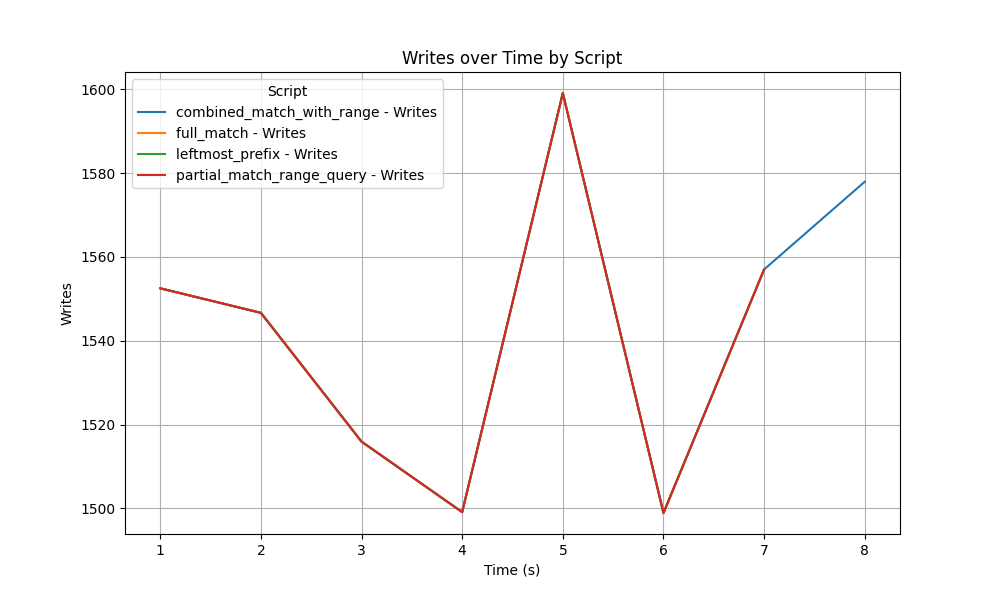 Writes over Time by Script
Script
combined_match_with_range - Writes
full_match - Writes
leftmost_prefix - Writes
partial_match_range_query - Writes
Writes
1600
1580
1560
1540
1520
1500
1 2 3 4 5 6 7 8
Time (s)